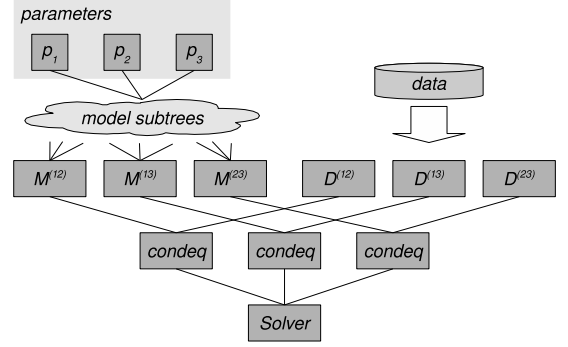 parameters
p1 p2 p3
data
model subtrees
M(12) M(13) M(23) D(12) D(13) D(23)
condeq condeq condeq
Solver